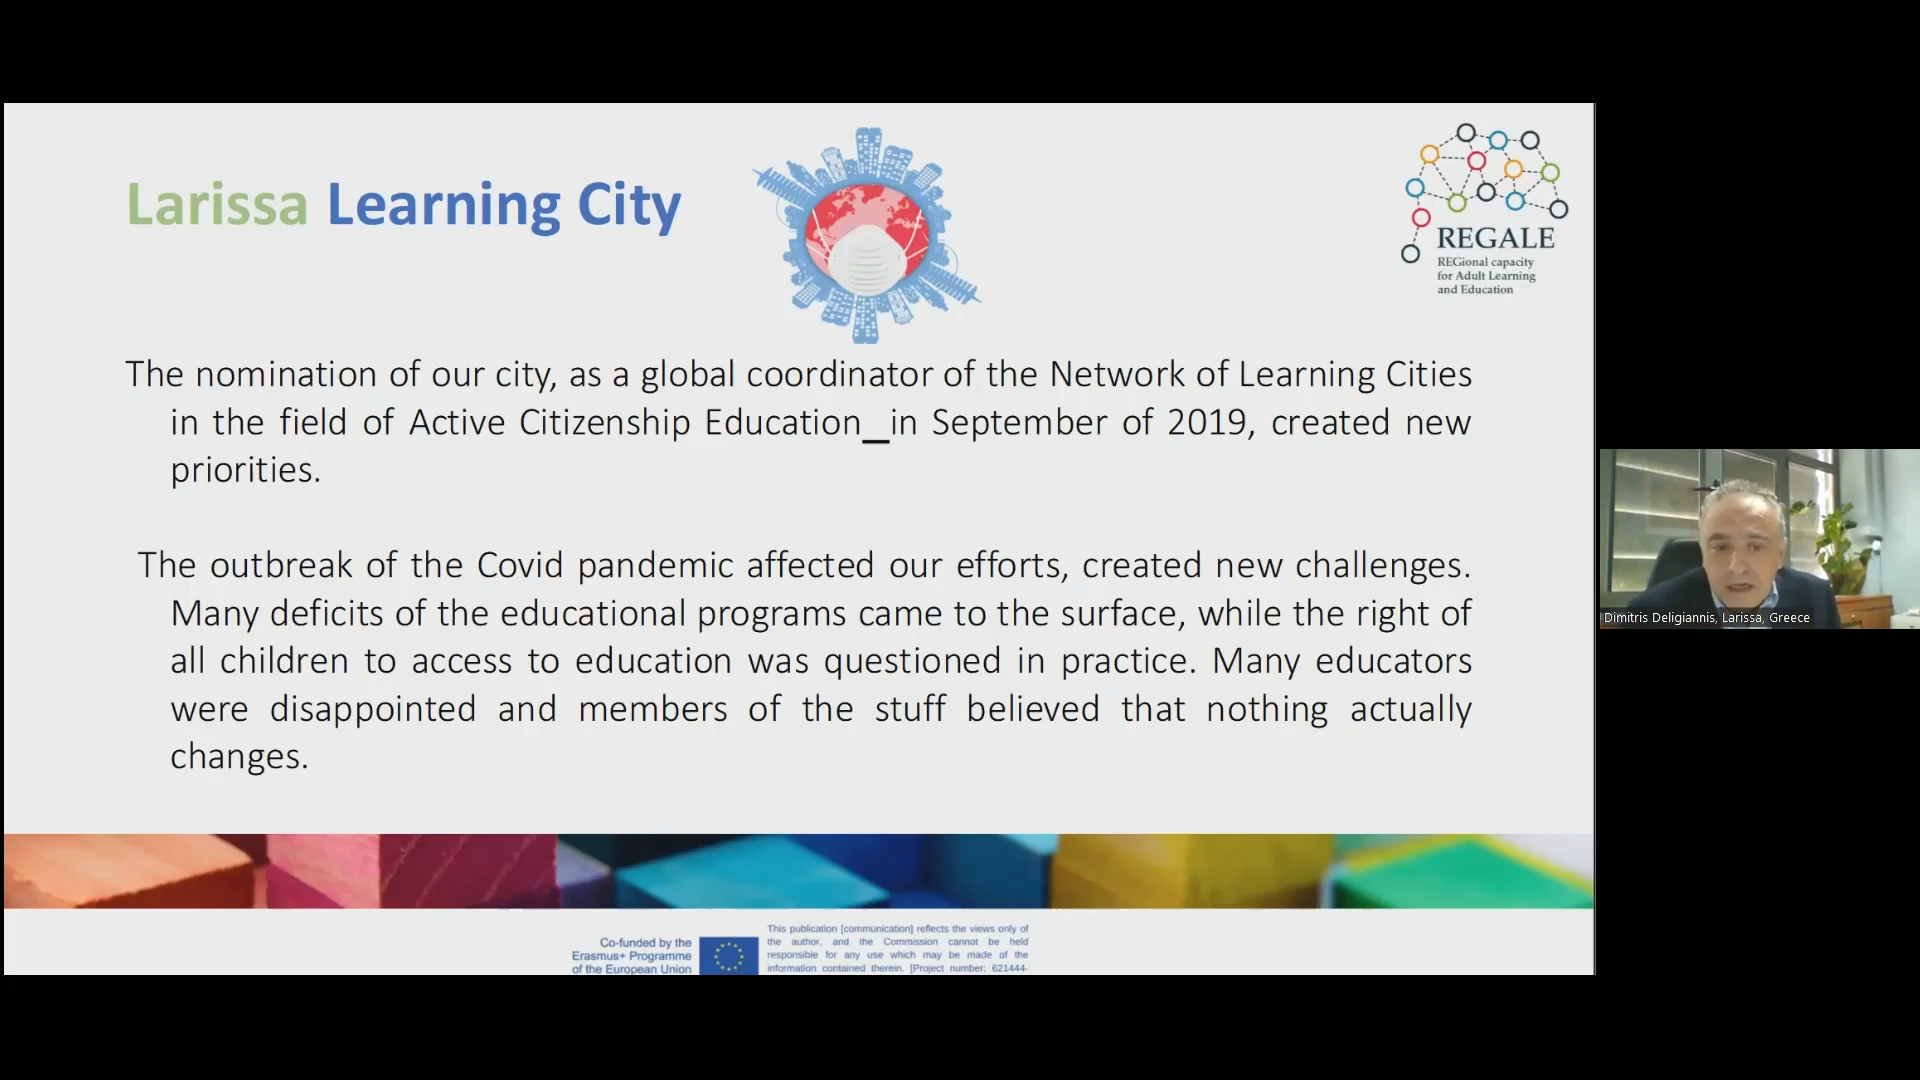 Larissa Learning City
REGALE
REGional capacity
for Adult Learning
and Education
The nomination of our city, as a global coordinator of the Network of Learning Cities
in the field of Active Citizenship Education_in September of 2019, created new
priorities.
The outbreak of the Covid pandemic affected our efforts, created new challenges.
Many deficits of the educational programs came to the surface, while the right of
all children to access to education was questioned in practice. Many educators
were disappointed and members of the stuff believed that nothing actually
changes.
Dimitris Deligiannis, Larissa, Greece
Co-funded by the
Erasmus+ Programme
of the European Union
This publication [communication] reflects the views only of
the author, and the Commission cannot be held
responsible for any use which may be made of the
information contained therein. [Project number: 621444-